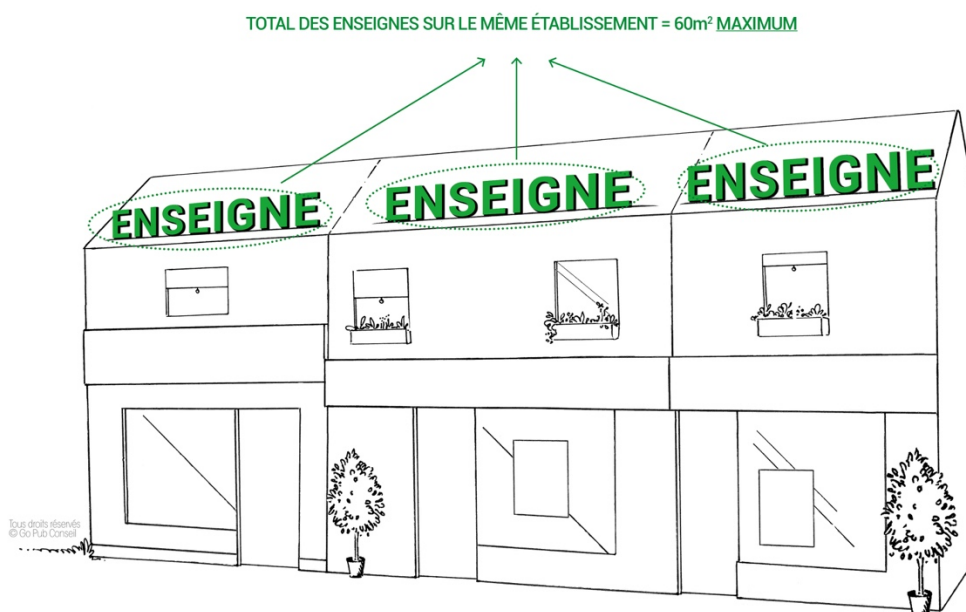 TOTAL DES ENSEIGNES SUR LE MÊME ÉTABLISSEMENT = 60m² MAXIMUM
ENSEIGNE ENSEIGNE ENSEIGNE
Tous droits réservés
© Go Pub Conseil